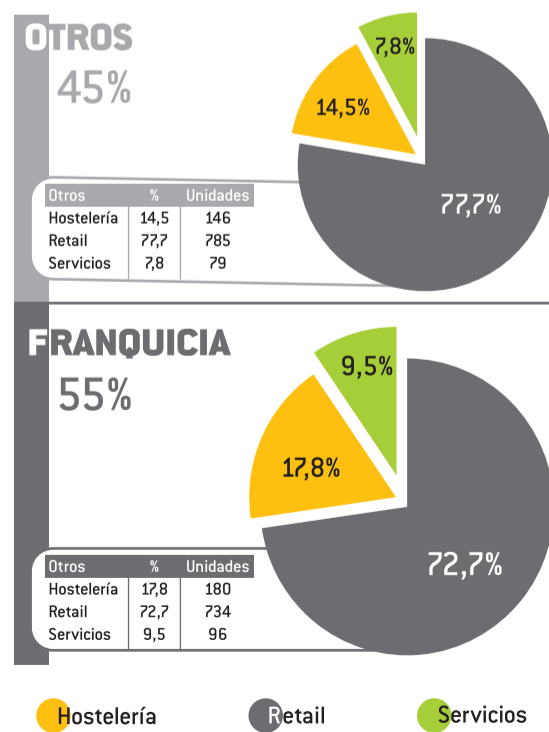 OTROS
45%
7,8%
14,5%
77,7%
Otros % Unidades
Hostelería 14,5 146
Retail 77,7 785
Servicios 7,8 79
FRANQUICIA
55%
9,5%
17,8%
72,7%
Otros % Unidades
Hostelería 17,8 180
Retail 72,7 734
Servicios 9,5 96
Hostelería Retail Servicios